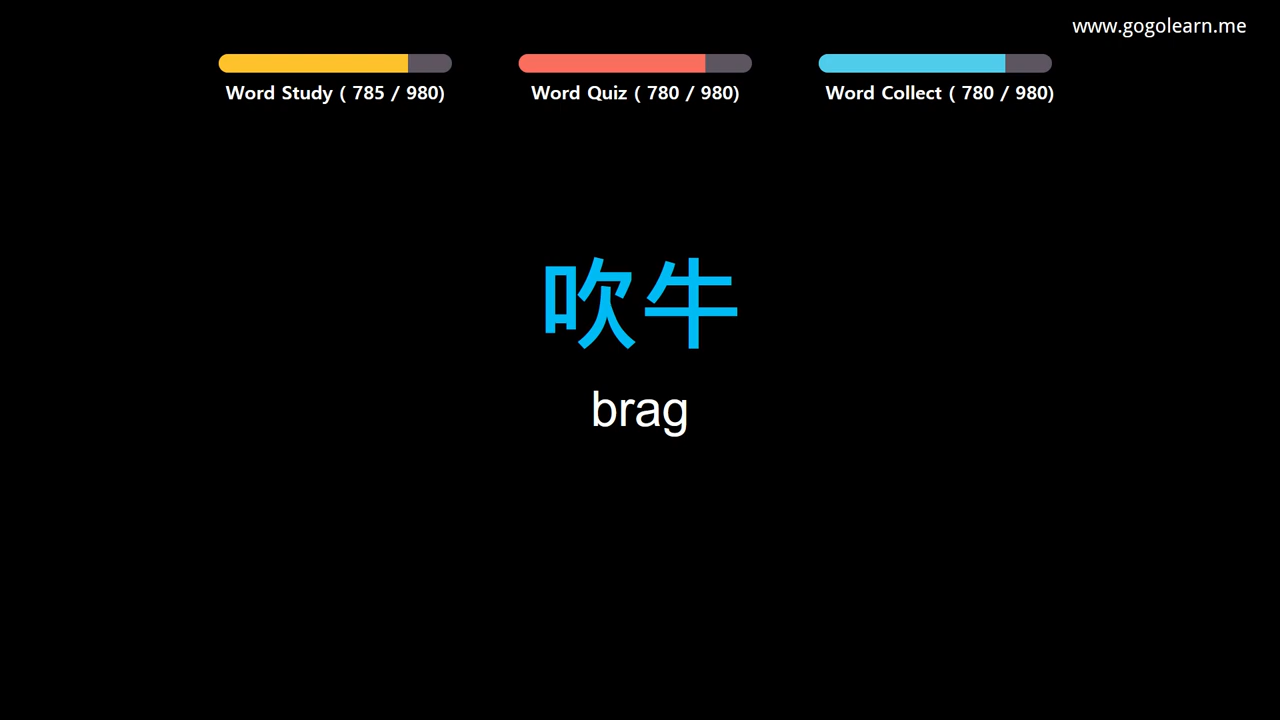 www.gogolearn.me
Word Study ( 785 / 980)
Word Quiz ( 780 / 980)
Word Collect ( 780 / 980)
吹牛
brag